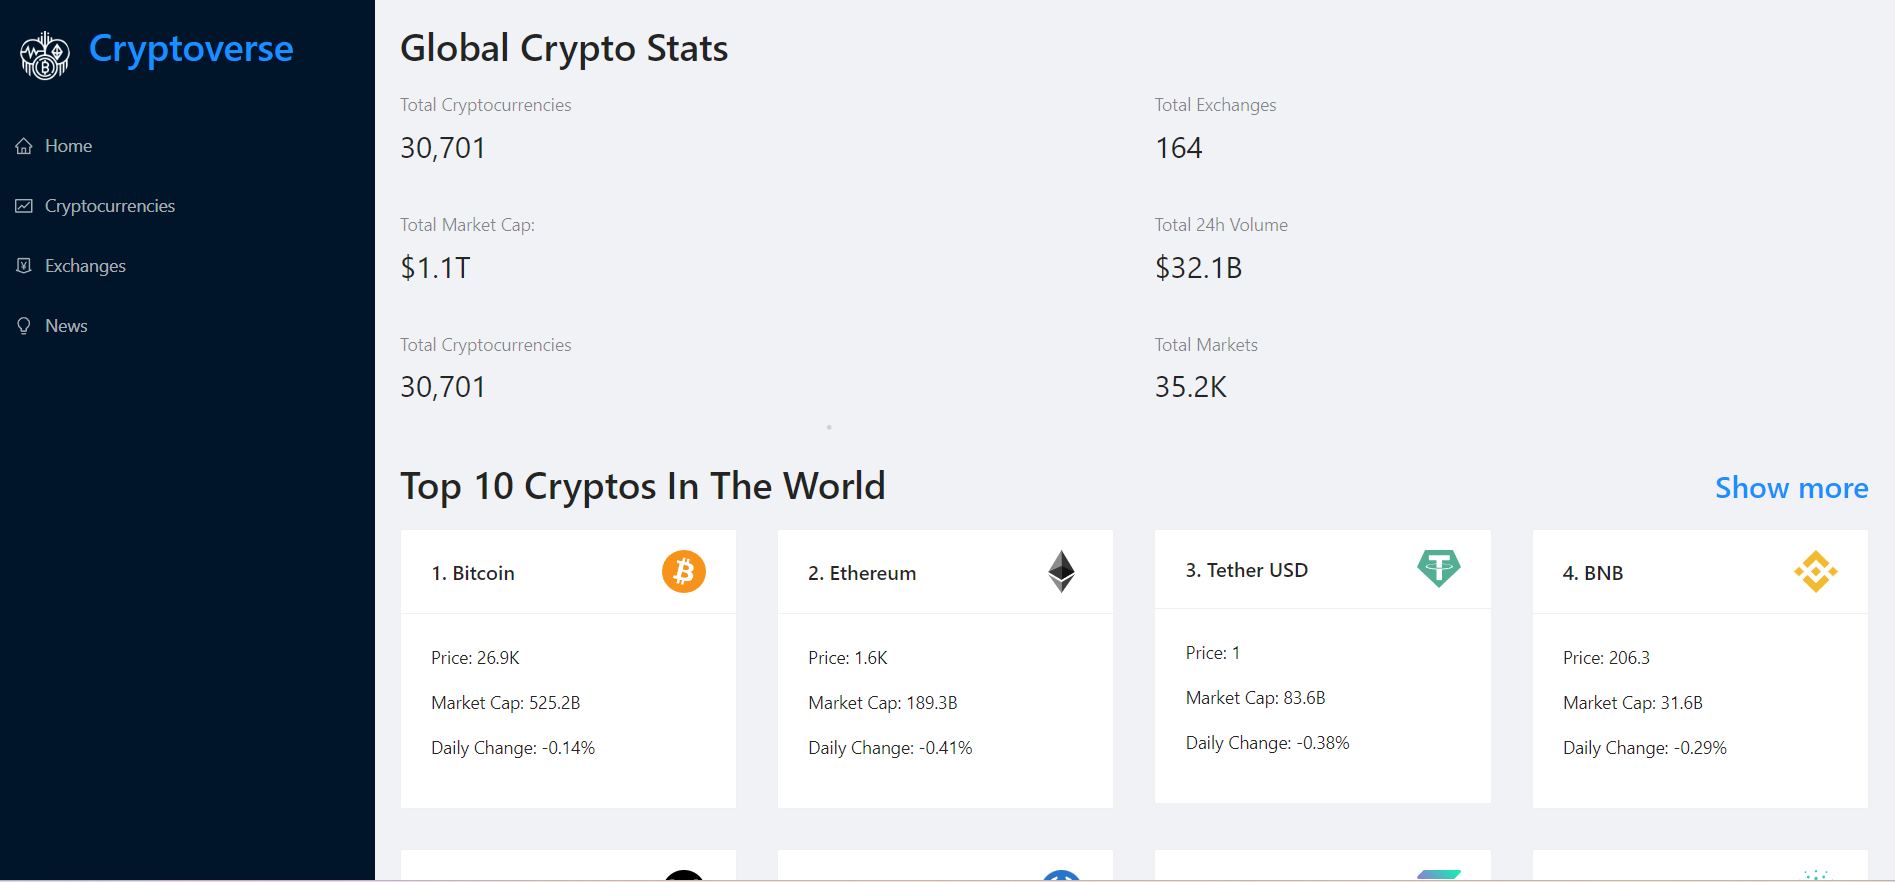 Cryptoverse
Home
Cryptocurrencies
Exchanges
News
Global Crypto Stats
Total Cryptocurrencies
30,701
Total Exchanges
164
Total Market Cap:
$1.1T
Total 24h Volume
$32.1B
Total Cryptocurrencies
30,701
Total Markets
35.2K
Top 10 Cryptos In The World
Show more
1. Bitcoin
Price: 26.9K
Market Cap: 525.2B
Daily Change: -0.14%
2. Ethereum
Price: 1.6K
Market Cap: 189.3B
Daily Change: -0.41%
3. Tether USD
Price: 1
Market Cap: 83.6B
Daily Change: -0.38%
4. BNB
Price: 206.3
Market Cap: 31.6B
Daily Change: -0.29%